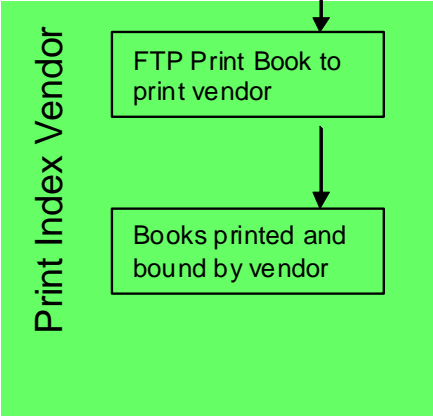 Print Index Vendor
FTP Print Book to
print vendor
Books printed and
bound by vendor